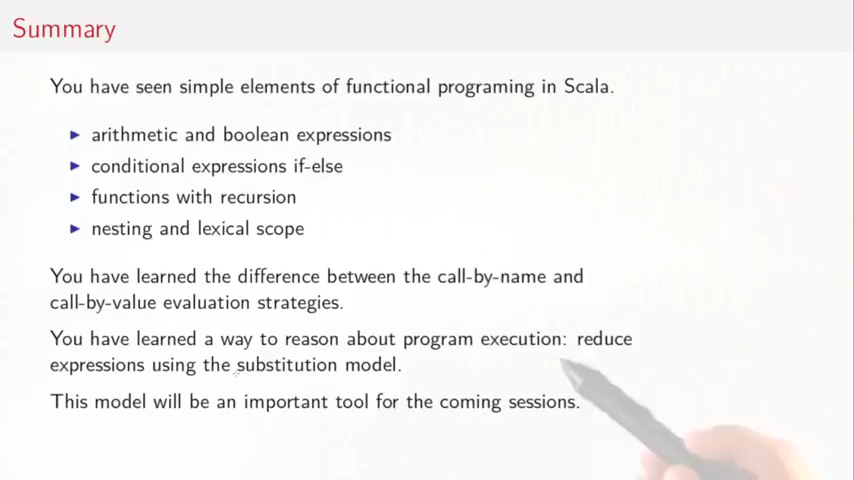 Summary
You have seen simple elements of functional programing in Scala.
arithmetic and boolean expressions
conditional expressions if-else
functions with recursion
nesting and lexical scope
You have learned the difference between the call-by-name and
call-by-value evaluation strategies.
You have learned a way to reason about program execution: reduce
expressions using the substitution model.
This model will be an important tool for the coming sessions.